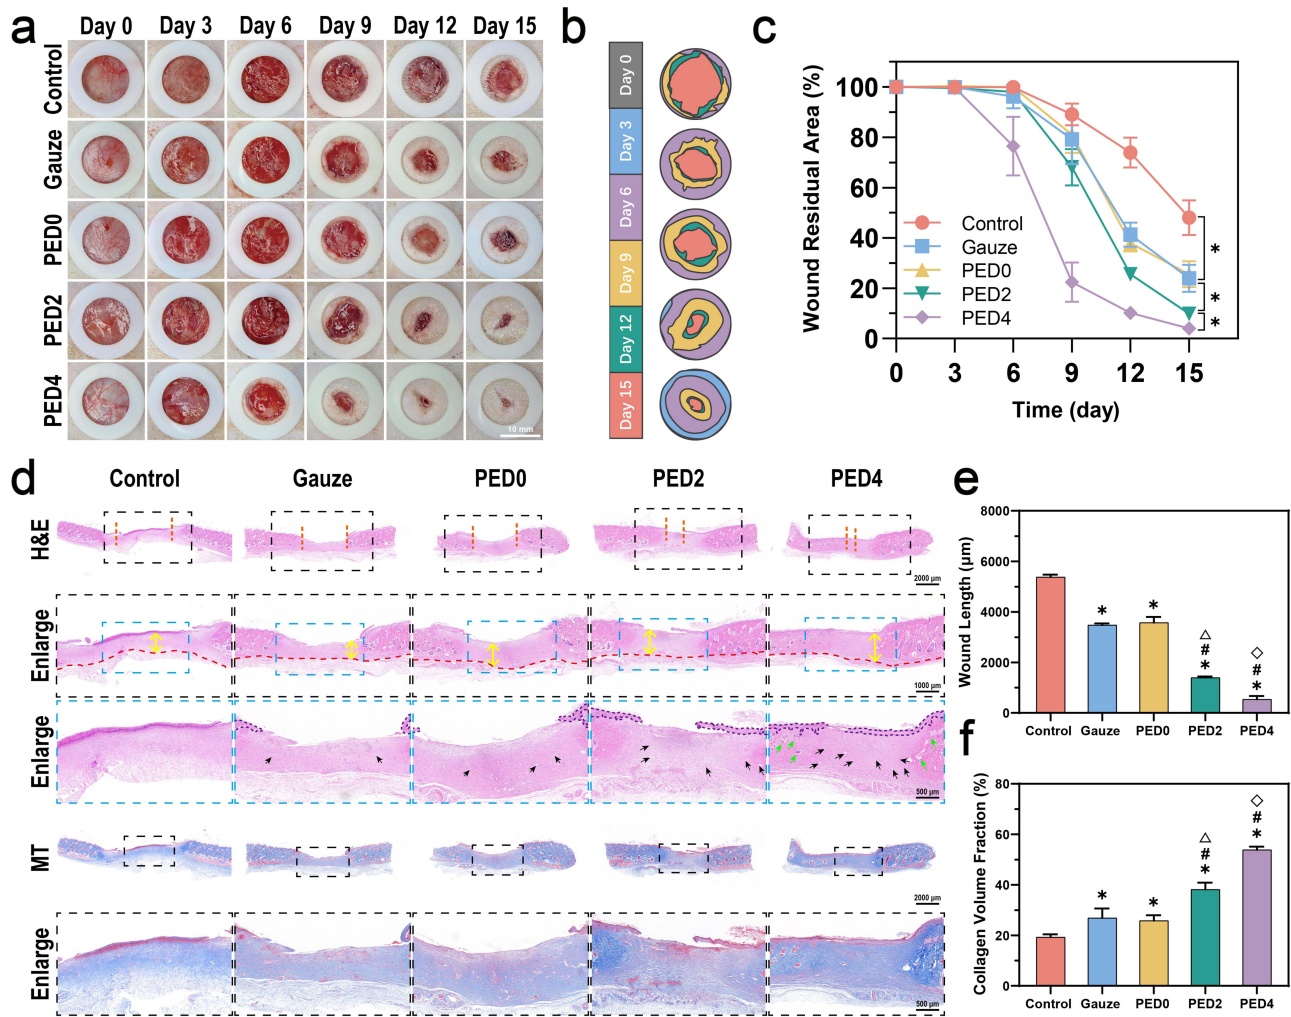 a
Day 0 Day 3 Day 6 Day 9 Day 12 Day 15
Control
Gauze
PED0
PED2
PED4
10 mm
b
Day 0
Day 3
Day 6
Day 9
Day 12
Day 15
c
Wound Residual Area (%)
100
80
60
40
20
0
Control
Gauze
PED0
PED2
PED4
*
*
*
0 3 6 9 12 15
Time (day)
d
Control Gauze PED0 PED2 PED4
H&E
2000 μm
Enlarge
1000 μm
Enlarge
500 μm
MT
2000 μm
Enlarge
500 μm
e
Wound Length (μm)
8000
6000
4000
2000
0
*
*
△
#
*
◇
#
*
Control Gauze PED0 PED2 PED4
f
Collagen Volume Fraction (%)
80
60
40
20
0
*
*
△
#
*
◇
#
*
Control Gauze PED0 PED2 PED4